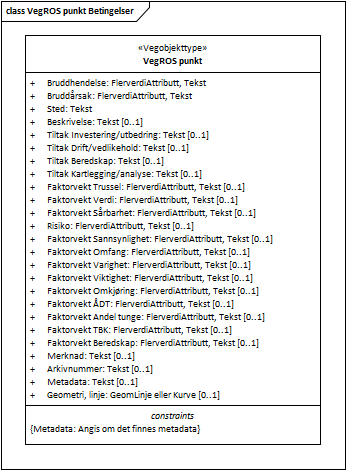 class VegROS punkt Betingelser
«Vegobjekttype»
VegROS punkt
+ Bruddhendelse: FlerverdiAttributt, Tekst
+ Bruddårsak: FlerverdiAttributt, Tekst
+ Sted: Tekst
+ Beskrivelse: Tekst [0..1]
+ Tiltak Investering/utbedring: Tekst [0..1]
+ Tiltak Drift/vedlikehold: Tekst [0..1]
+ Tiltak Beredskap: Tekst [0..1]
+ Tiltak Kartlegging/analyse: Tekst [0..1]
+ Faktorvekt Trussel: FlerverdiAttributt, Tekst [0..1]
+ Faktorvekt Verdi: FlerverdiAttributt, Tekst [0..1]
+ Faktorvekt Sårbarhet: FlerverdiAttributt, Tekst [0..1]
+ Risiko: FlerverdiAttributt, Tekst [0..1]
+ Faktorvekt Sannsynlighet: FlerverdiAttributt, Tekst [0..1]
+ Faktorvekt Omfang: FlerverdiAttributt, Tekst [0..1]
+ Faktorvekt Varighet: FlerverdiAttributt, Tekst [0..1]
+ Faktorvekt Viktighet: FlerverdiAttributt, Tekst [0..1]
+ Faktorvekt Omkjøring: FlerverdiAttributt, Tekst [0..1]
+ Faktorvekt ÅDT: FlerverdiAttributt, Tekst [0..1]
+ Faktorvekt Andel tunge: FlerverdiAttributt, Tekst [0..1]
+ Faktorvekt TBK: FlerverdiAttributt, Tekst [0..1]
+ Faktorvekt Beredskap: FlerverdiAttributt, Tekst [0..1]
+ Merknad: Tekst [0..1]
+ Arkivnummer: Tekst [0..1]
+ Metadata: Tekst [0..1]
+ Geometri, linje: GeomLinje eller Kurve [0..1]
constraints
{Metadata: Angis om det finnes metadata}